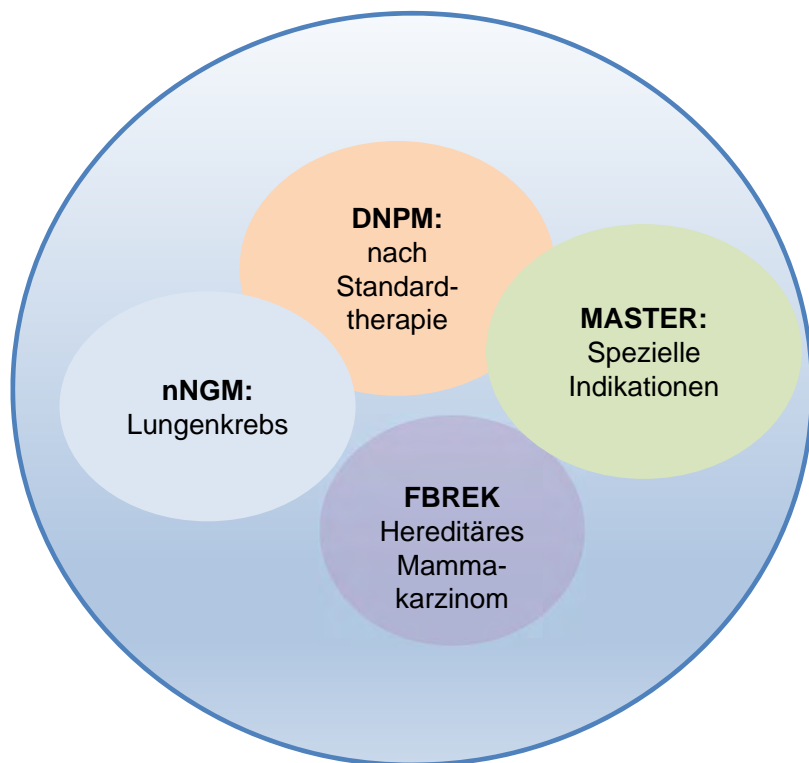 DNPM:
nach
Standard-
therapie
MASTER:
Spezielle
Indikationen
nNGM:
Lungenkrebs
FBREK
Hereditäres
Mamma-
karzinom